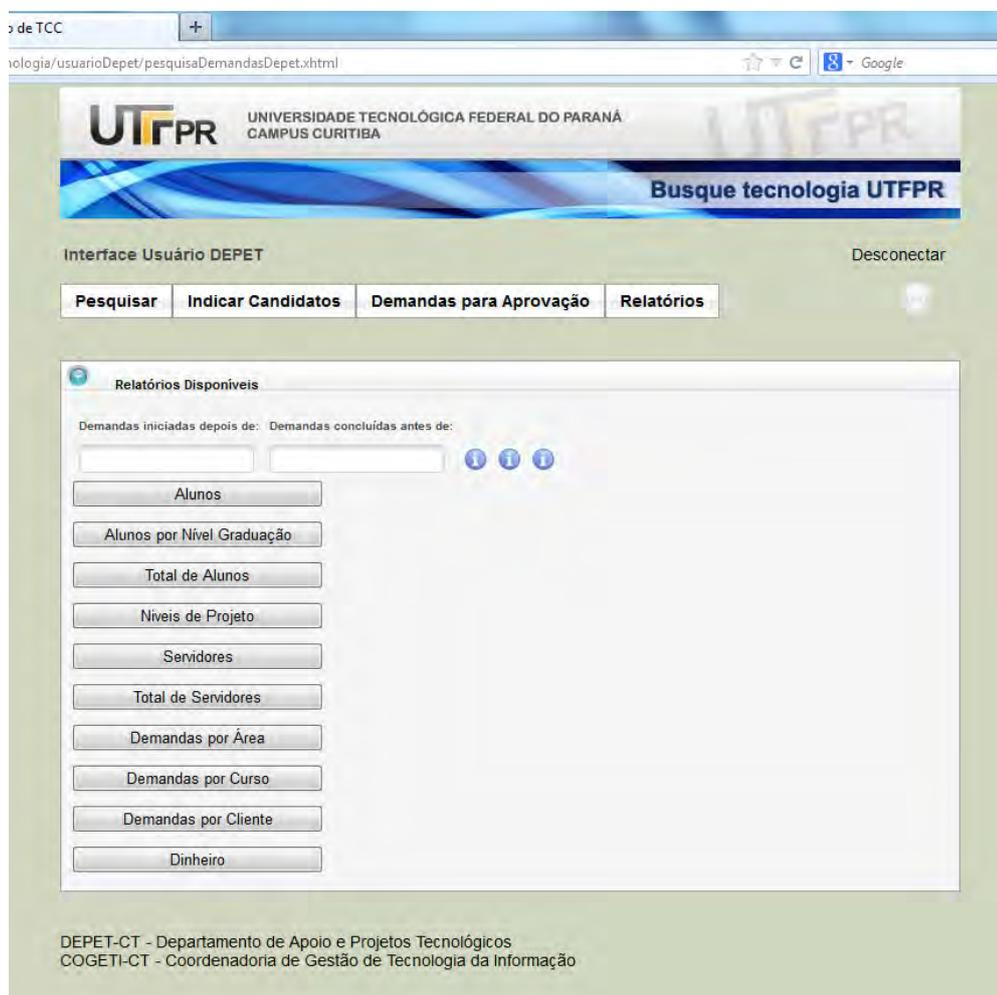 o de TCC
+
nologia/usuarioDepet/pesquisaDemandasDepet.xhtml
8 Google
UTFPR
UNIVERSIDADE TECNOLÓGICA FEDERAL DO PARANÁ
CAMPUS CURITIBA
UTFPR
Busque tecnologia UTFPR
Interface Usuário DEPET
Desconectar
Pesquisar Indicar Candidatos Demandas para Aprovação Relatórios
Relatórios Disponíveis
Demandas iniciadas depois de: Demandas concluídas antes de:
i i i
Alunos
Alunos por Nível Graduação
Total de Alunos
Niveis de Projeto
Servidores
Total de Servidores
Demandas por Área
Demandas por Curso
Demandas por Cliente
Dinheiro
DEPET-CT - Departamento de Apoio e Projetos Tecnológicos
COGETI-CT - Coordenadoria de Gestão de Tecnologia da Informação